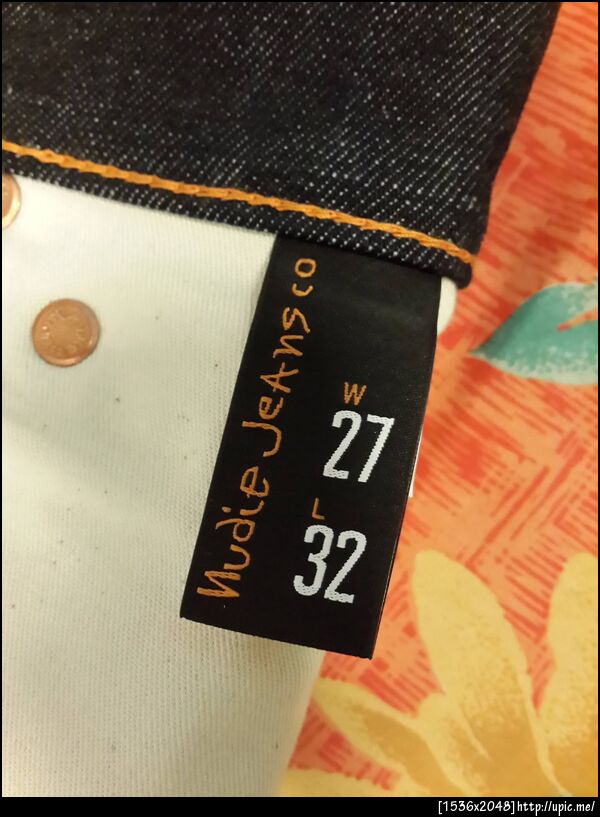 Nudie Jeans co
W
27
L
32
[1536x2048]http://upic.me/